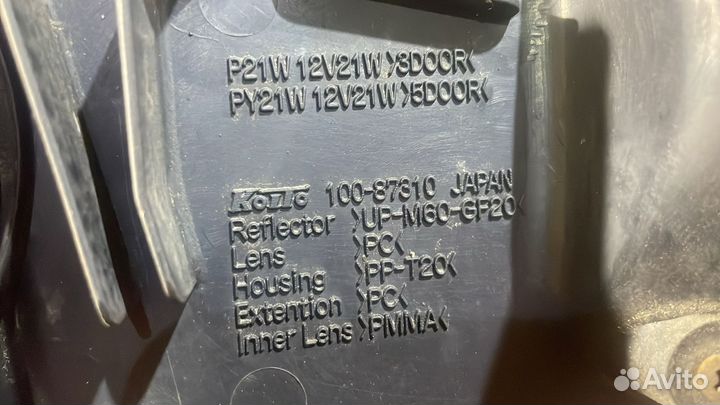 P21W 12V21W >3DOOR<
PY21W 12V21W >5DOOR<
KOITO 100-87310 JAPAN
Reflector >UP-M60-GF20<
Lens >PC<
Housing >PP-T20<
Extention >PC<
Inner Lens >PMMA<
Avito